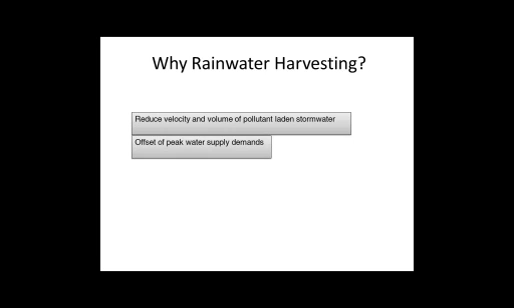 Why Rainwater Harvesting?
Reduce velocity and volume of pollutant laden stormwater
Offset of peak water supply demands